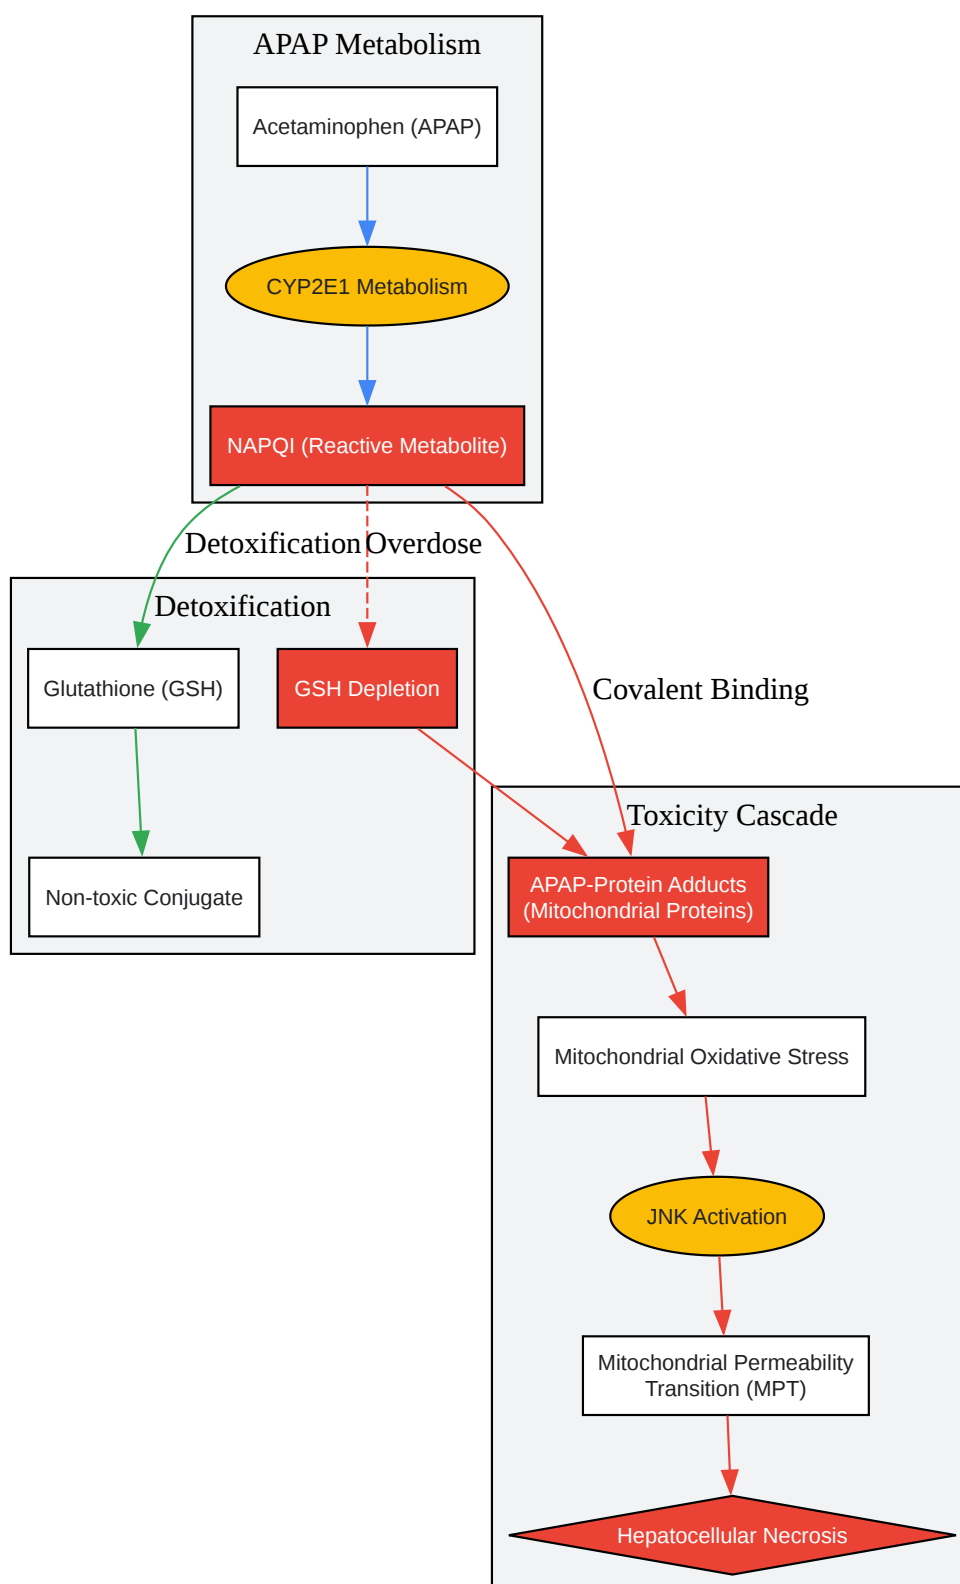 APAP Metabolism
Acetaminophen (APAP)
CYP2E1 Metabolism
NAPQI (Reactive Metabolite)
Detoxification
Overdose
Detoxification
Glutathione (GSH)
GSH Depletion
Covalent Binding
Non-toxic Conjugate
Toxicity Cascade
APAP-Protein Adducts
(Mitochondrial Proteins)
Mitochondrial Oxidative Stress
JNK Activation
Mitochondrial Permeability
Transition (MPT)
Hepatocellular Necrosis